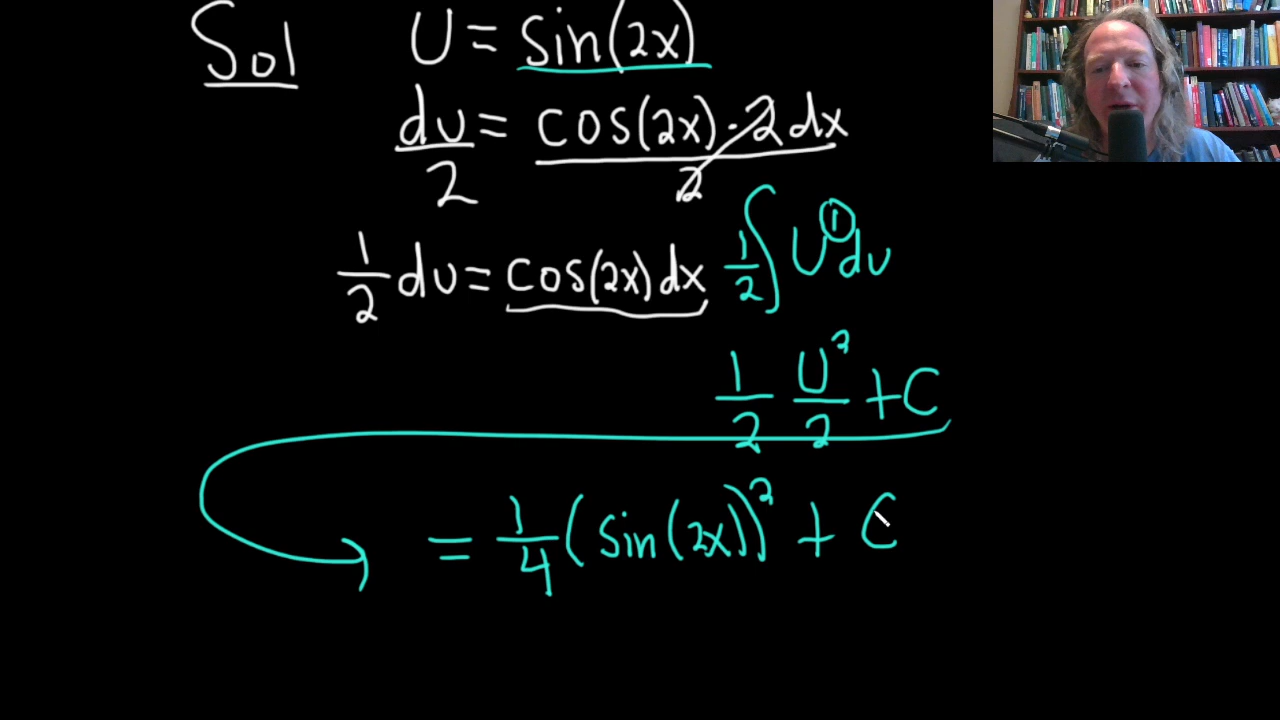 Sol U = sin(2x)
du/2 = cos(2x)·2dx/2
1/2 du = cos(2x)dx 1/2 ∫ U^1 du
1/2 U^2/2 + C
= 1/4 (sin(2x))^2 + C